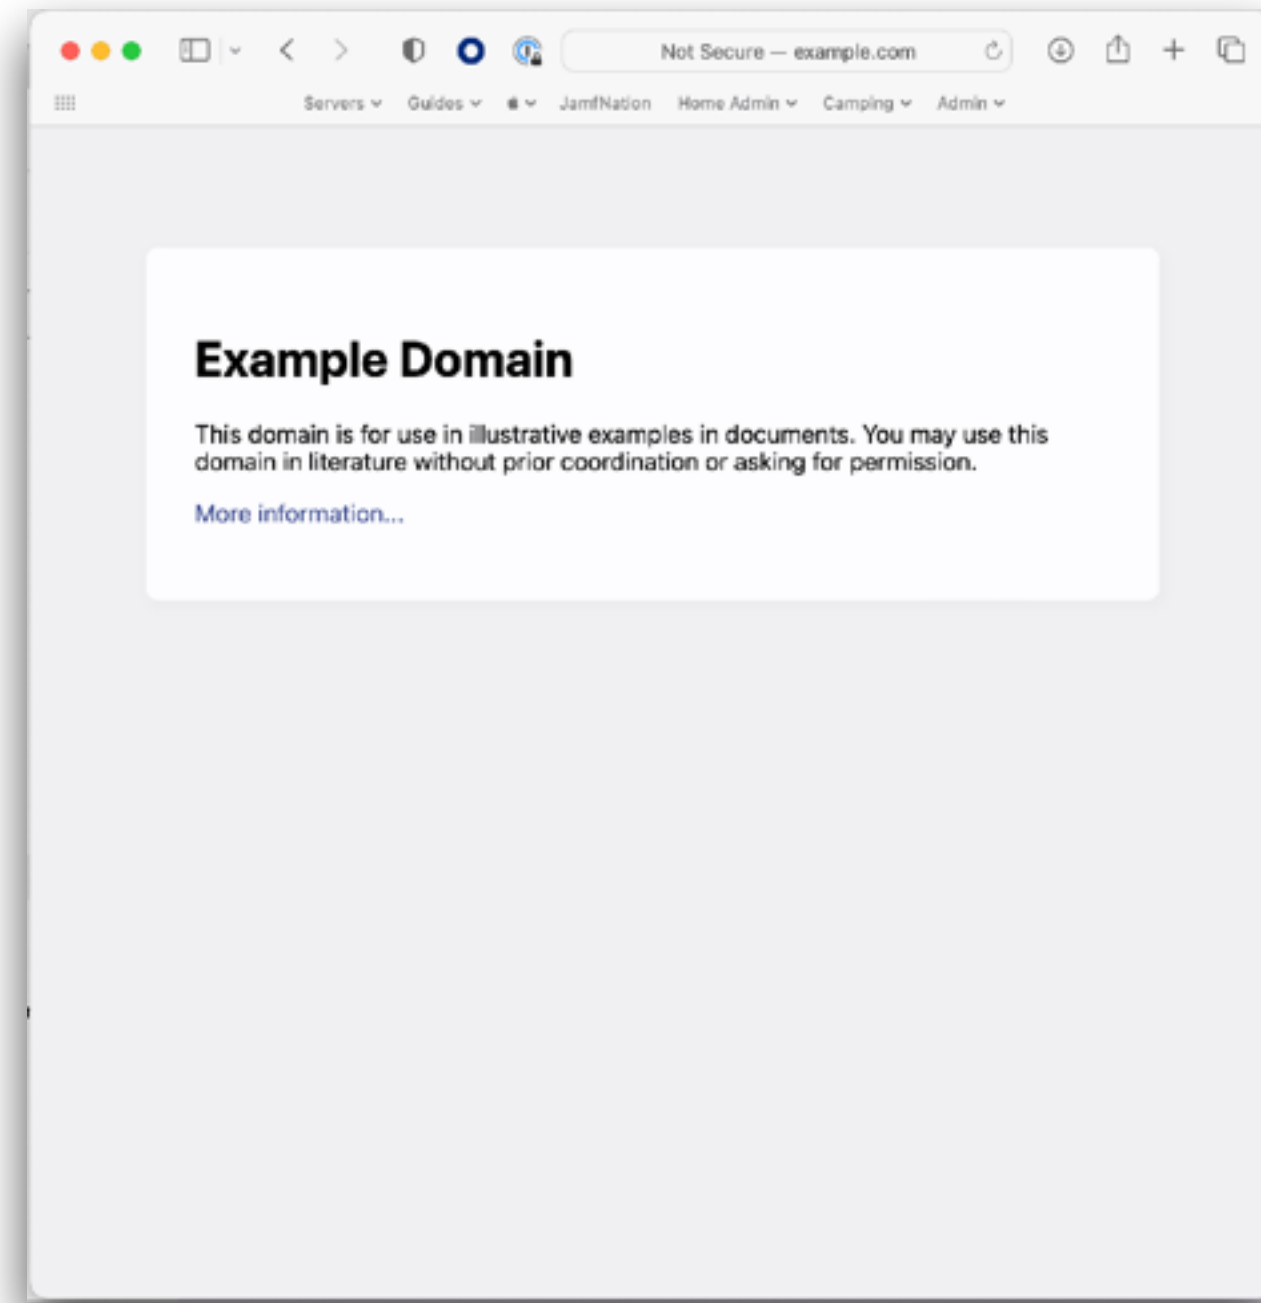 Not Secure — example.com
Servers Guides JamfNation Home Admin Camping Admin
Example Domain
This domain is for use in illustrative examples in documents. You may use this
domain in literature without prior coordination or asking for permission.
More information...